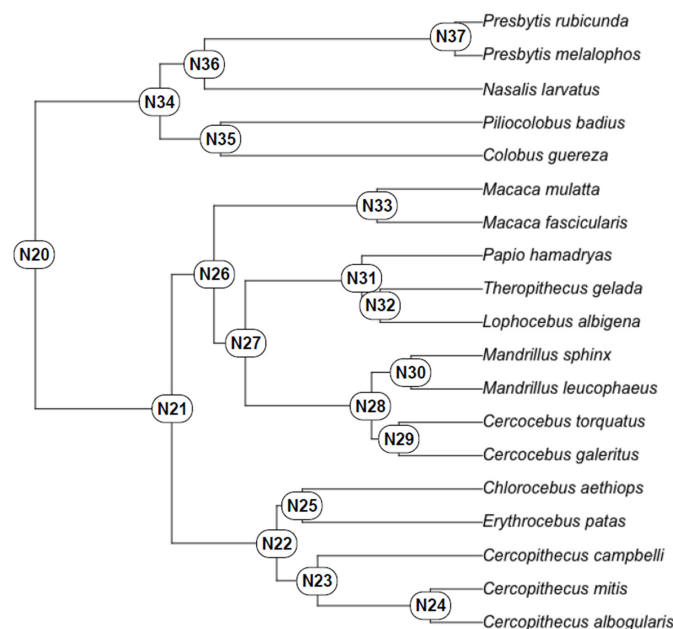 Presbytis rubicunda
N37
Presbytis melalophos
N36
Nasalis larvatus
N34
Piliocolobus badius
N35
Colobus guereza
Macaca mulatta
N33
Macaca fascicularis
N20
Papio hamadryas
N26
N31
Theropithecus gelada
N32
Lophocebus albigena
N27
Mandrillus sphinx
N30
Mandrillus leucophaeus
N21
N28
Cercocebus torquatus
N29
Cercocebus galeritus
Chlorocebus aethiops
N25
Erythrocebus patas
N22
Cercopithecus campbelli
N23
Cercopithecus mitis
N24
Cercopithecus albogularis